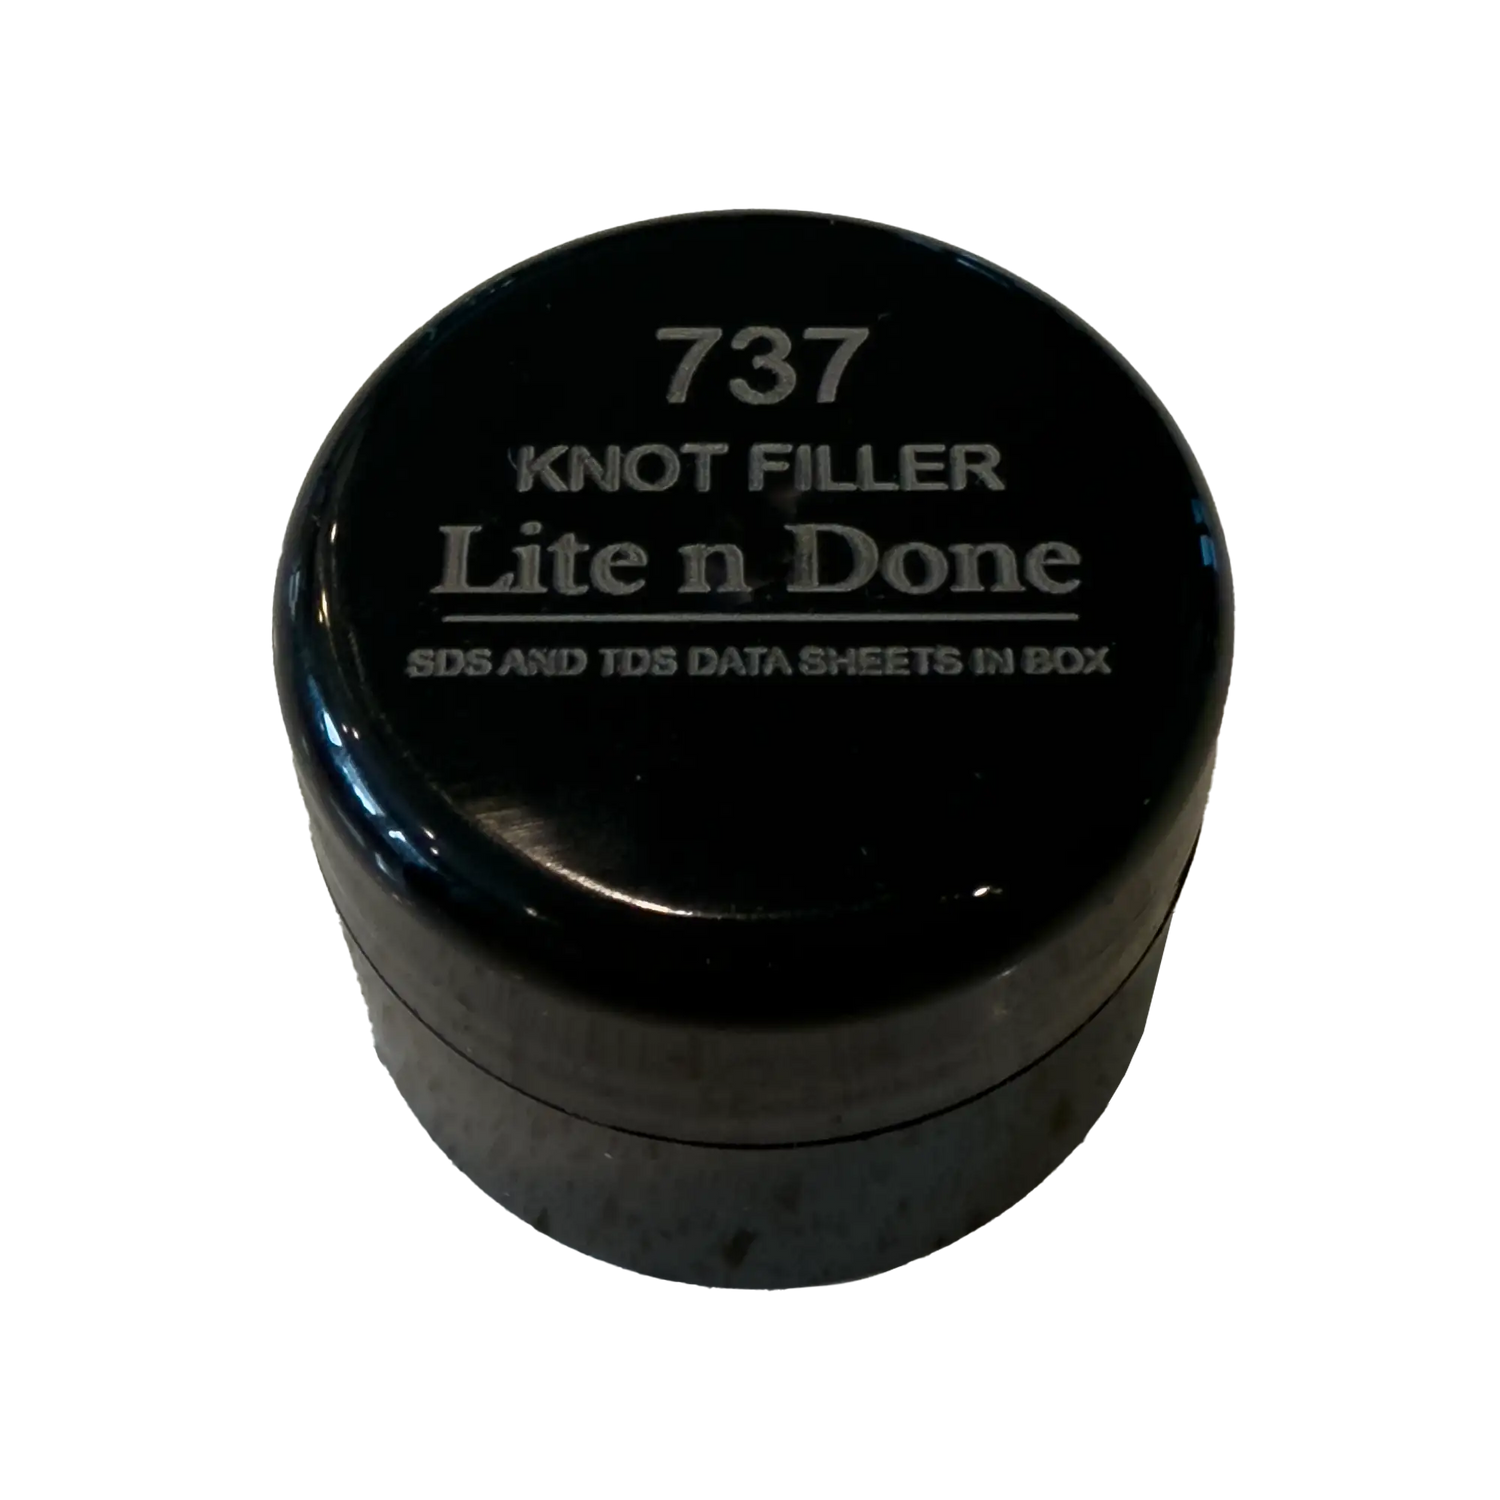 737
KNOT FILLER
Lite n Done
SDS AND TDS DATA SHEETS IN BOX